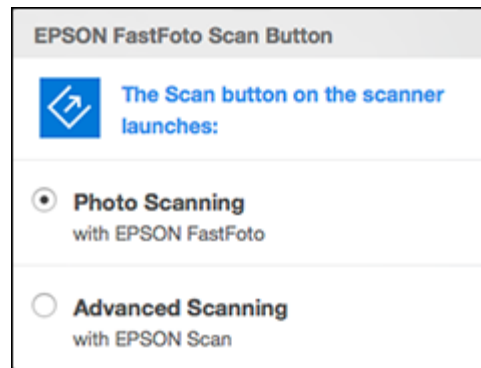 EPSON FastFoto Scan Button
The Scan button on the scanner
launches:
Photo Scanning
with EPSON FastFoto
Advanced Scanning
with EPSON Scan